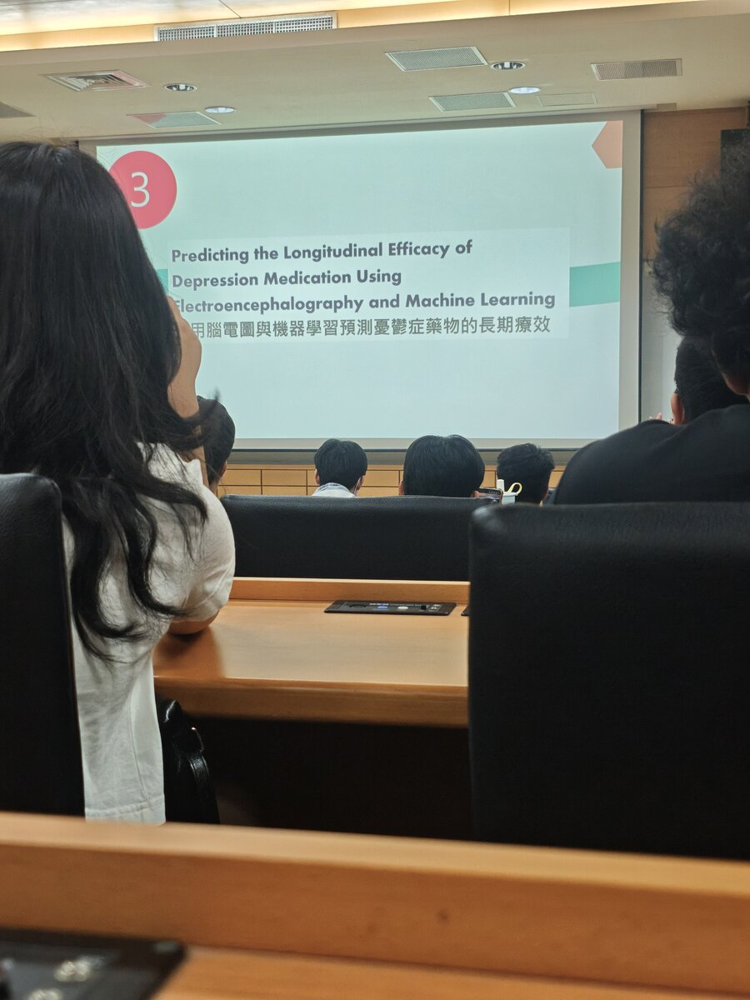 3
Predicting the Longitudinal Efficacy of
Depression Medication Using
Electroencephalography and Machine Learning
用腦電圖與機器學習預測憂鬱症藥物的長期療效